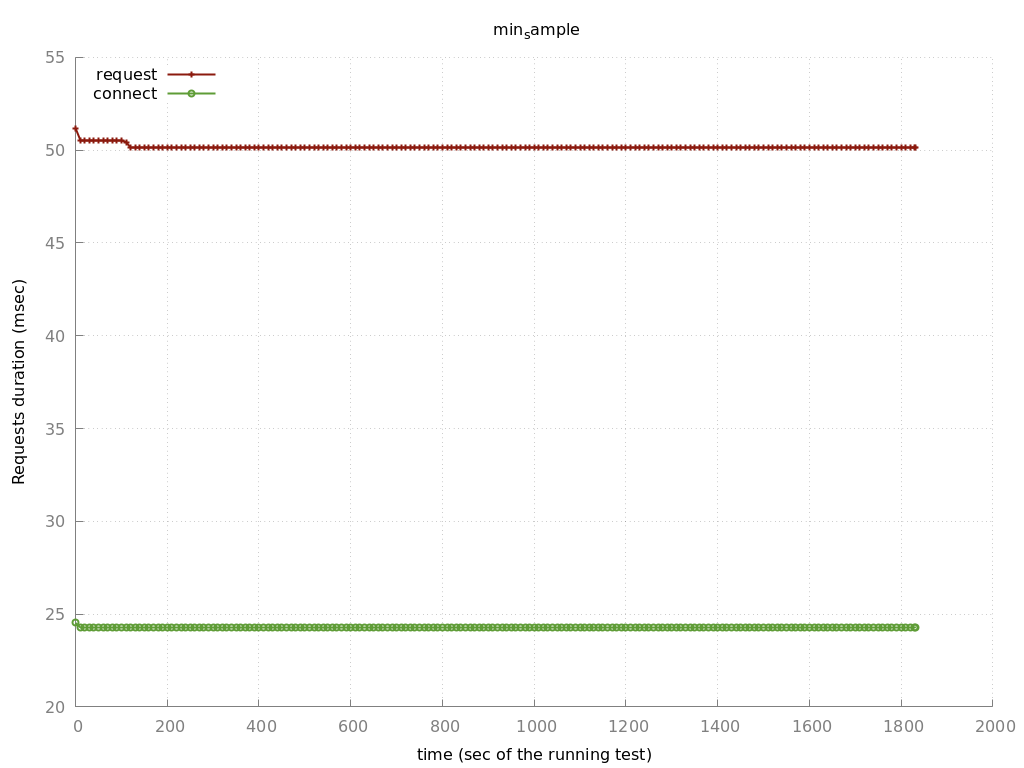 min_sample
55
request
connect
50
45
40
35
30
25
20
Requests duration (msec)
0 200 400 600 800 1000 1200 1400 1600 1800 2000
time (sec of the running test)